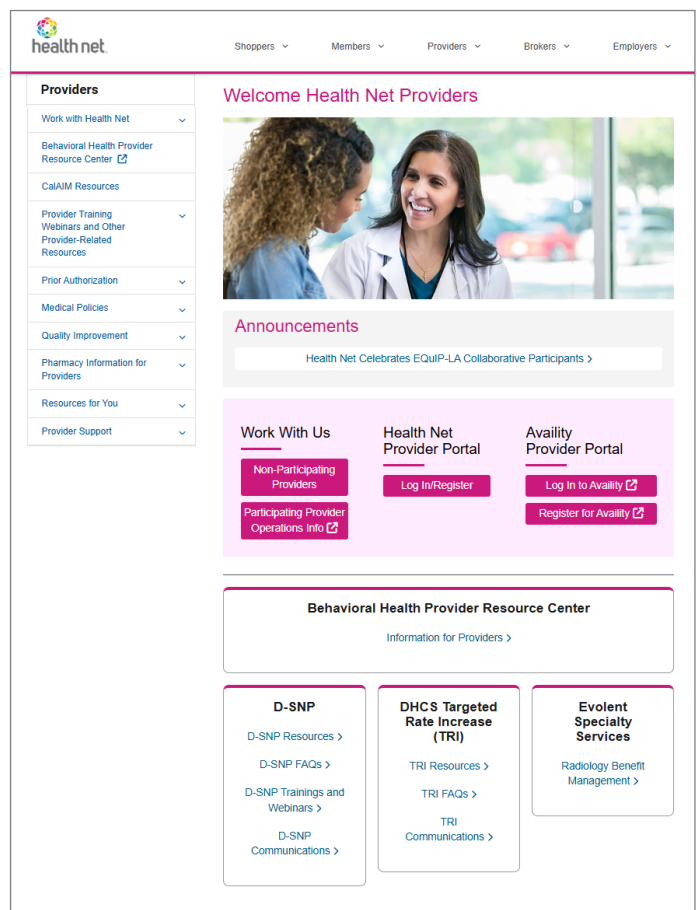 health net.
Shoppers
Members
Providers
Brokers
Employers
Providers
Work with Health Net
Behavioral Health Provider
Resource Center
CalAIM Resources
Provider Training
Webinars and Other
Provider-Related
Resources
Prior Authorization
Medical Policies
Quality Improvement
Pharmacy Information for
Providers
Resources for You
Provider Support
Welcome Health Net Providers
Announcements
Health Net Celebrates EQuIP-LA Collaborative Participants >
Work With Us
Non-Participating
Providers
Participating Provider
Operations Info
Health Net
Provider Portal
Log In/Register
Availity
Provider Portal
Log In to Availity
Register for Availity
Behavioral Health Provider Resource Center
Information for Providers >
D-SNP
D-SNP Resources >
D-SNP FAQs >
D-SNP Trainings and
Webinars >
D-SNP
Communications >
DHCS Targeted
Rate Increase
(TRI)
TRI Resources >
TRI FAQs >
TRI
Communications >
Evolent
Specialty
Services
Radiology Benefit
Management >